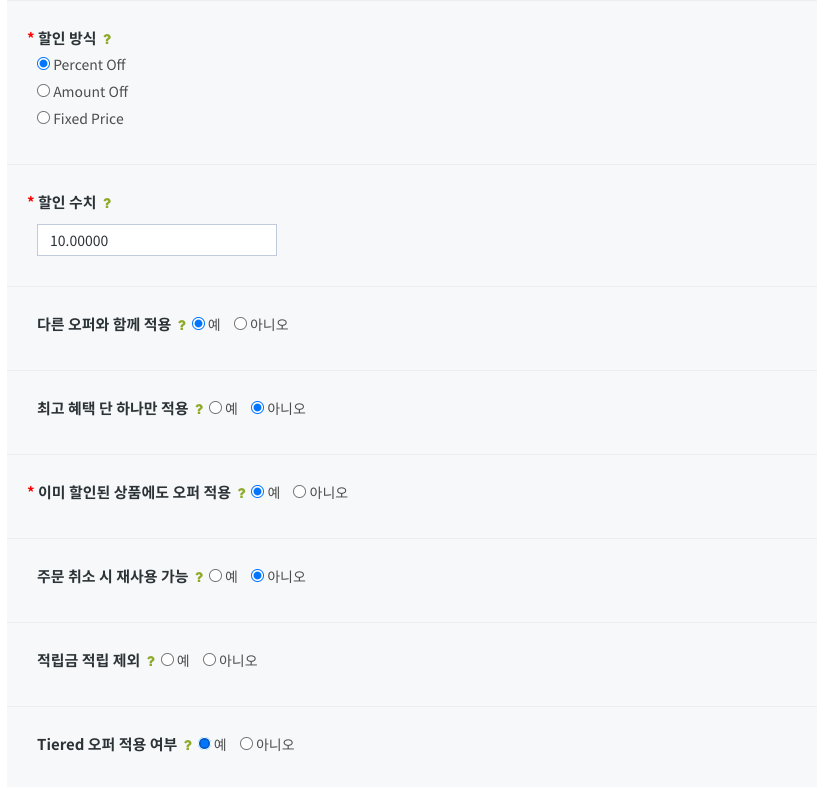 * 할인 방식 ?
Percent Off
Amount Off
Fixed Price
* 할인 수치 ?
10.00000
다른 오퍼와 함께 적용 ? 예 아니오
최고 혜택 단 하나만 적용 ? 예 아니오
* 이미 할인된 상품에도 오퍼 적용 ? 예 아니오
주문 취소 시 재사용 가능 ? 예 아니오
적립금 적립 제외 ? 예 아니오
Tiered 오퍼 적용 여부 ? 예 아니오